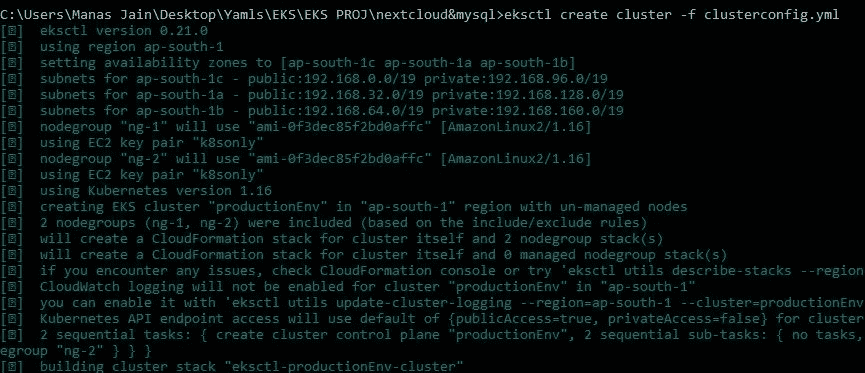 C:\Users\Manas Jain\Desktop\Yamls\EKS\EKS PROJ\nextcloud&mysql>eksctl create cluster -f clusterconfig.yml
[⍰]  eksctl version 0.21.0
[⍰]  using region ap-south-1
[⍰]  setting availability zones to [ap-south-1c ap-south-1a ap-south-1b]
[⍰]  subnets for ap-south-1c - public:192.168.0.0/19 private:192.168.96.0/19
[⍰]  subnets for ap-south-1a - public:192.168.32.0/19 private:192.168.128.0/19
[⍰]  subnets for ap-south-1b - public:192.168.64.0/19 private:192.168.160.0/19
[⍰]  nodegroup "ng-1" will use "ami-0f3dec85f2bd0affc" [AmazonLinux2/1.16]
[⍰]  using EC2 key pair "k8sonly"
[⍰]  nodegroup "ng-2" will use "ami-0f3dec85f2bd0affc" [AmazonLinux2/1.16]
[⍰]  using EC2 key pair "k8sonly"
[⍰]  using Kubernetes version 1.16
[⍰]  creating EKS cluster "productionEnv" in "ap-south-1" region with un-managed nodes
[⍰]  2 nodegroups (ng-1, ng-2) were included (based on the include/exclude rules)
[⍰]  will create a CloudFormation stack for cluster itself and 2 nodegroup stack(s)
[⍰]  will create a CloudFormation stack for cluster itself and 0 managed nodegroup stack(s)
[⍰]  if you encounter any issues, check CloudFormation console or try 'eksctl utils describe-stacks --region
[⍰]  CloudWatch logging will not be enabled for cluster "productionEnv" in "ap-south-1"
[⍰]  you can enable it with 'eksctl utils update-cluster-logging --region=ap-south-1 --cluster=productionEnv
[⍰]  Kubernetes API endpoint access will use default of {publicAccess=true, privateAccess=false} for cluster
[⍰]  2 sequential tasks: { create cluster control plane "productionEnv", 2 sequential sub-tasks: { no tasks,
egroup "ng-2" } } }
[⍰]  building cluster stack "eksctl-productionEnv-cluster"